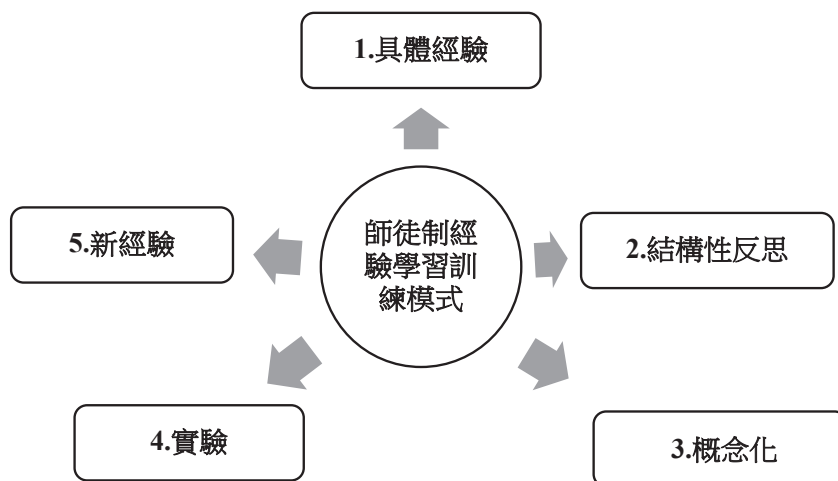 1.具體經驗
師徒制經
驗學習訓
練模式
2.結構性反思
3.概念化
4.實驗
5.新經驗